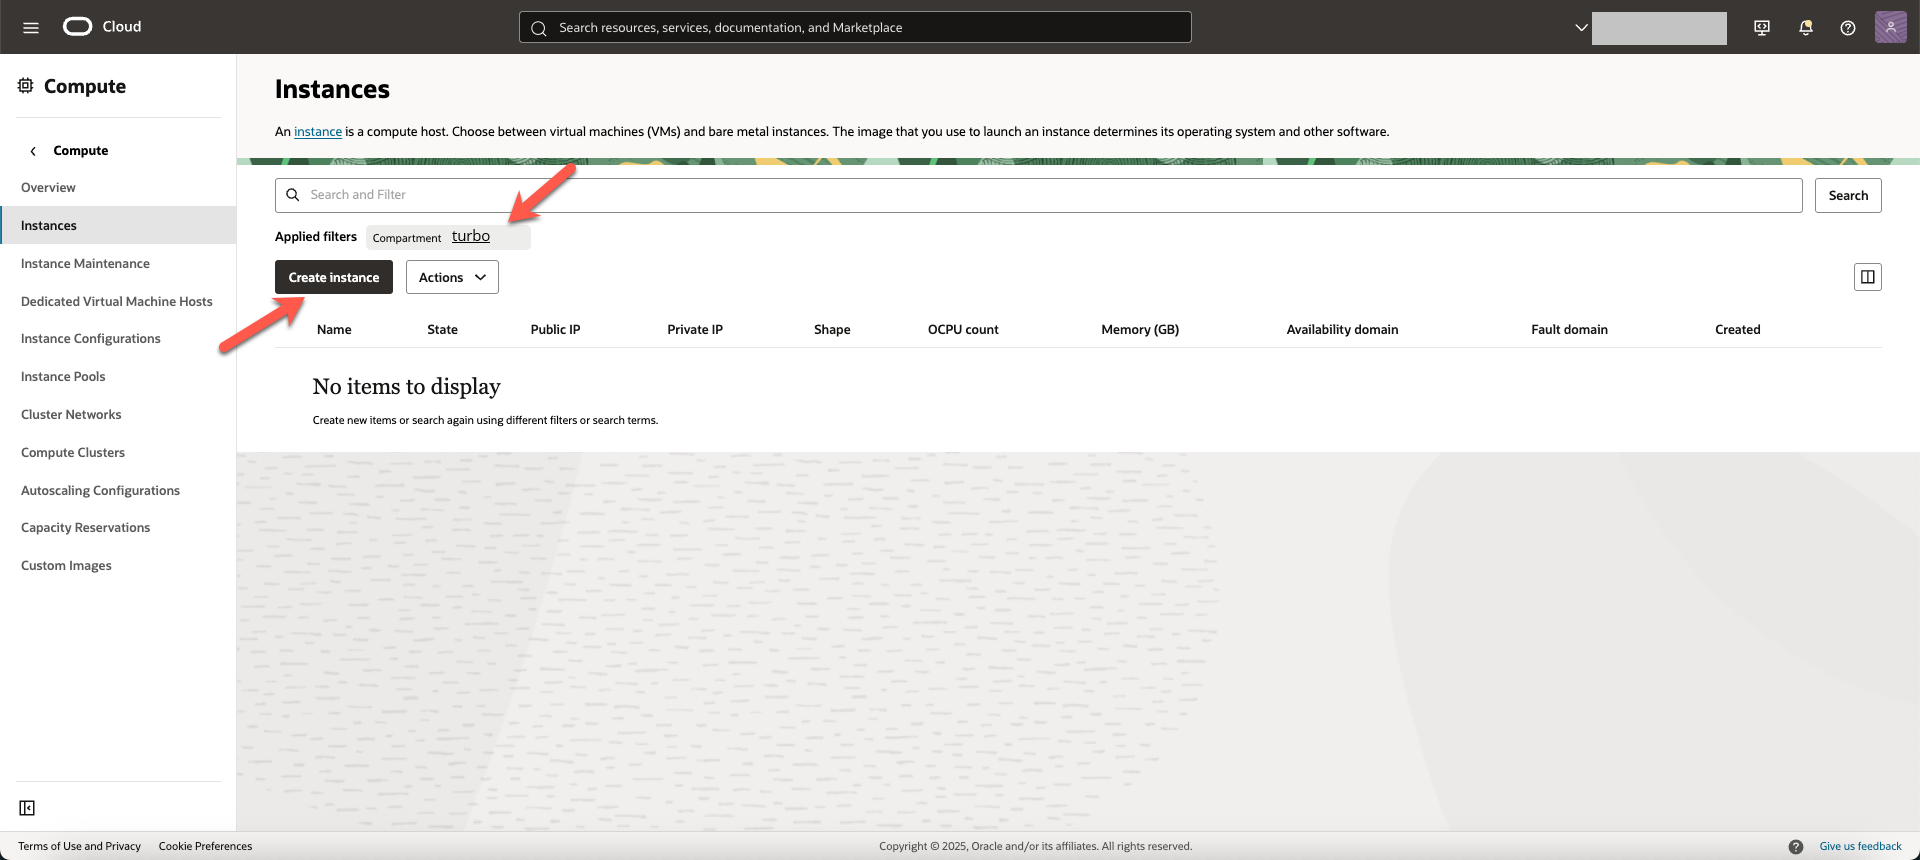 Cloud
Search resources, services, documentation, and Marketplace
Compute
Compute
Overview
Instances
Instance Maintenance
Dedicated Virtual Machine Hosts
Instance Configurations
Instance Pools
Cluster Networks
Compute Clusters
Autoscaling Configurations
Capacity Reservations
Custom Images
Instances
An instance is a compute host. Choose between virtual machines (VMs) and bare metal instances. The image that you use to launch an instance determines its operating system and other software.
Search and Filter
Search
Applied filters Compartment turbo
Create instance Actions
Name State Public IP Private IP Shape OCPU count Memory (GB) Availability domain Fault domain Created
No items to display
Create new items or search again using different filters or search terms.
Terms of Use and Privacy Cookie Preferences Copyright © 2025, Oracle and/or its affiliates. All rights reserved. Give us feedback